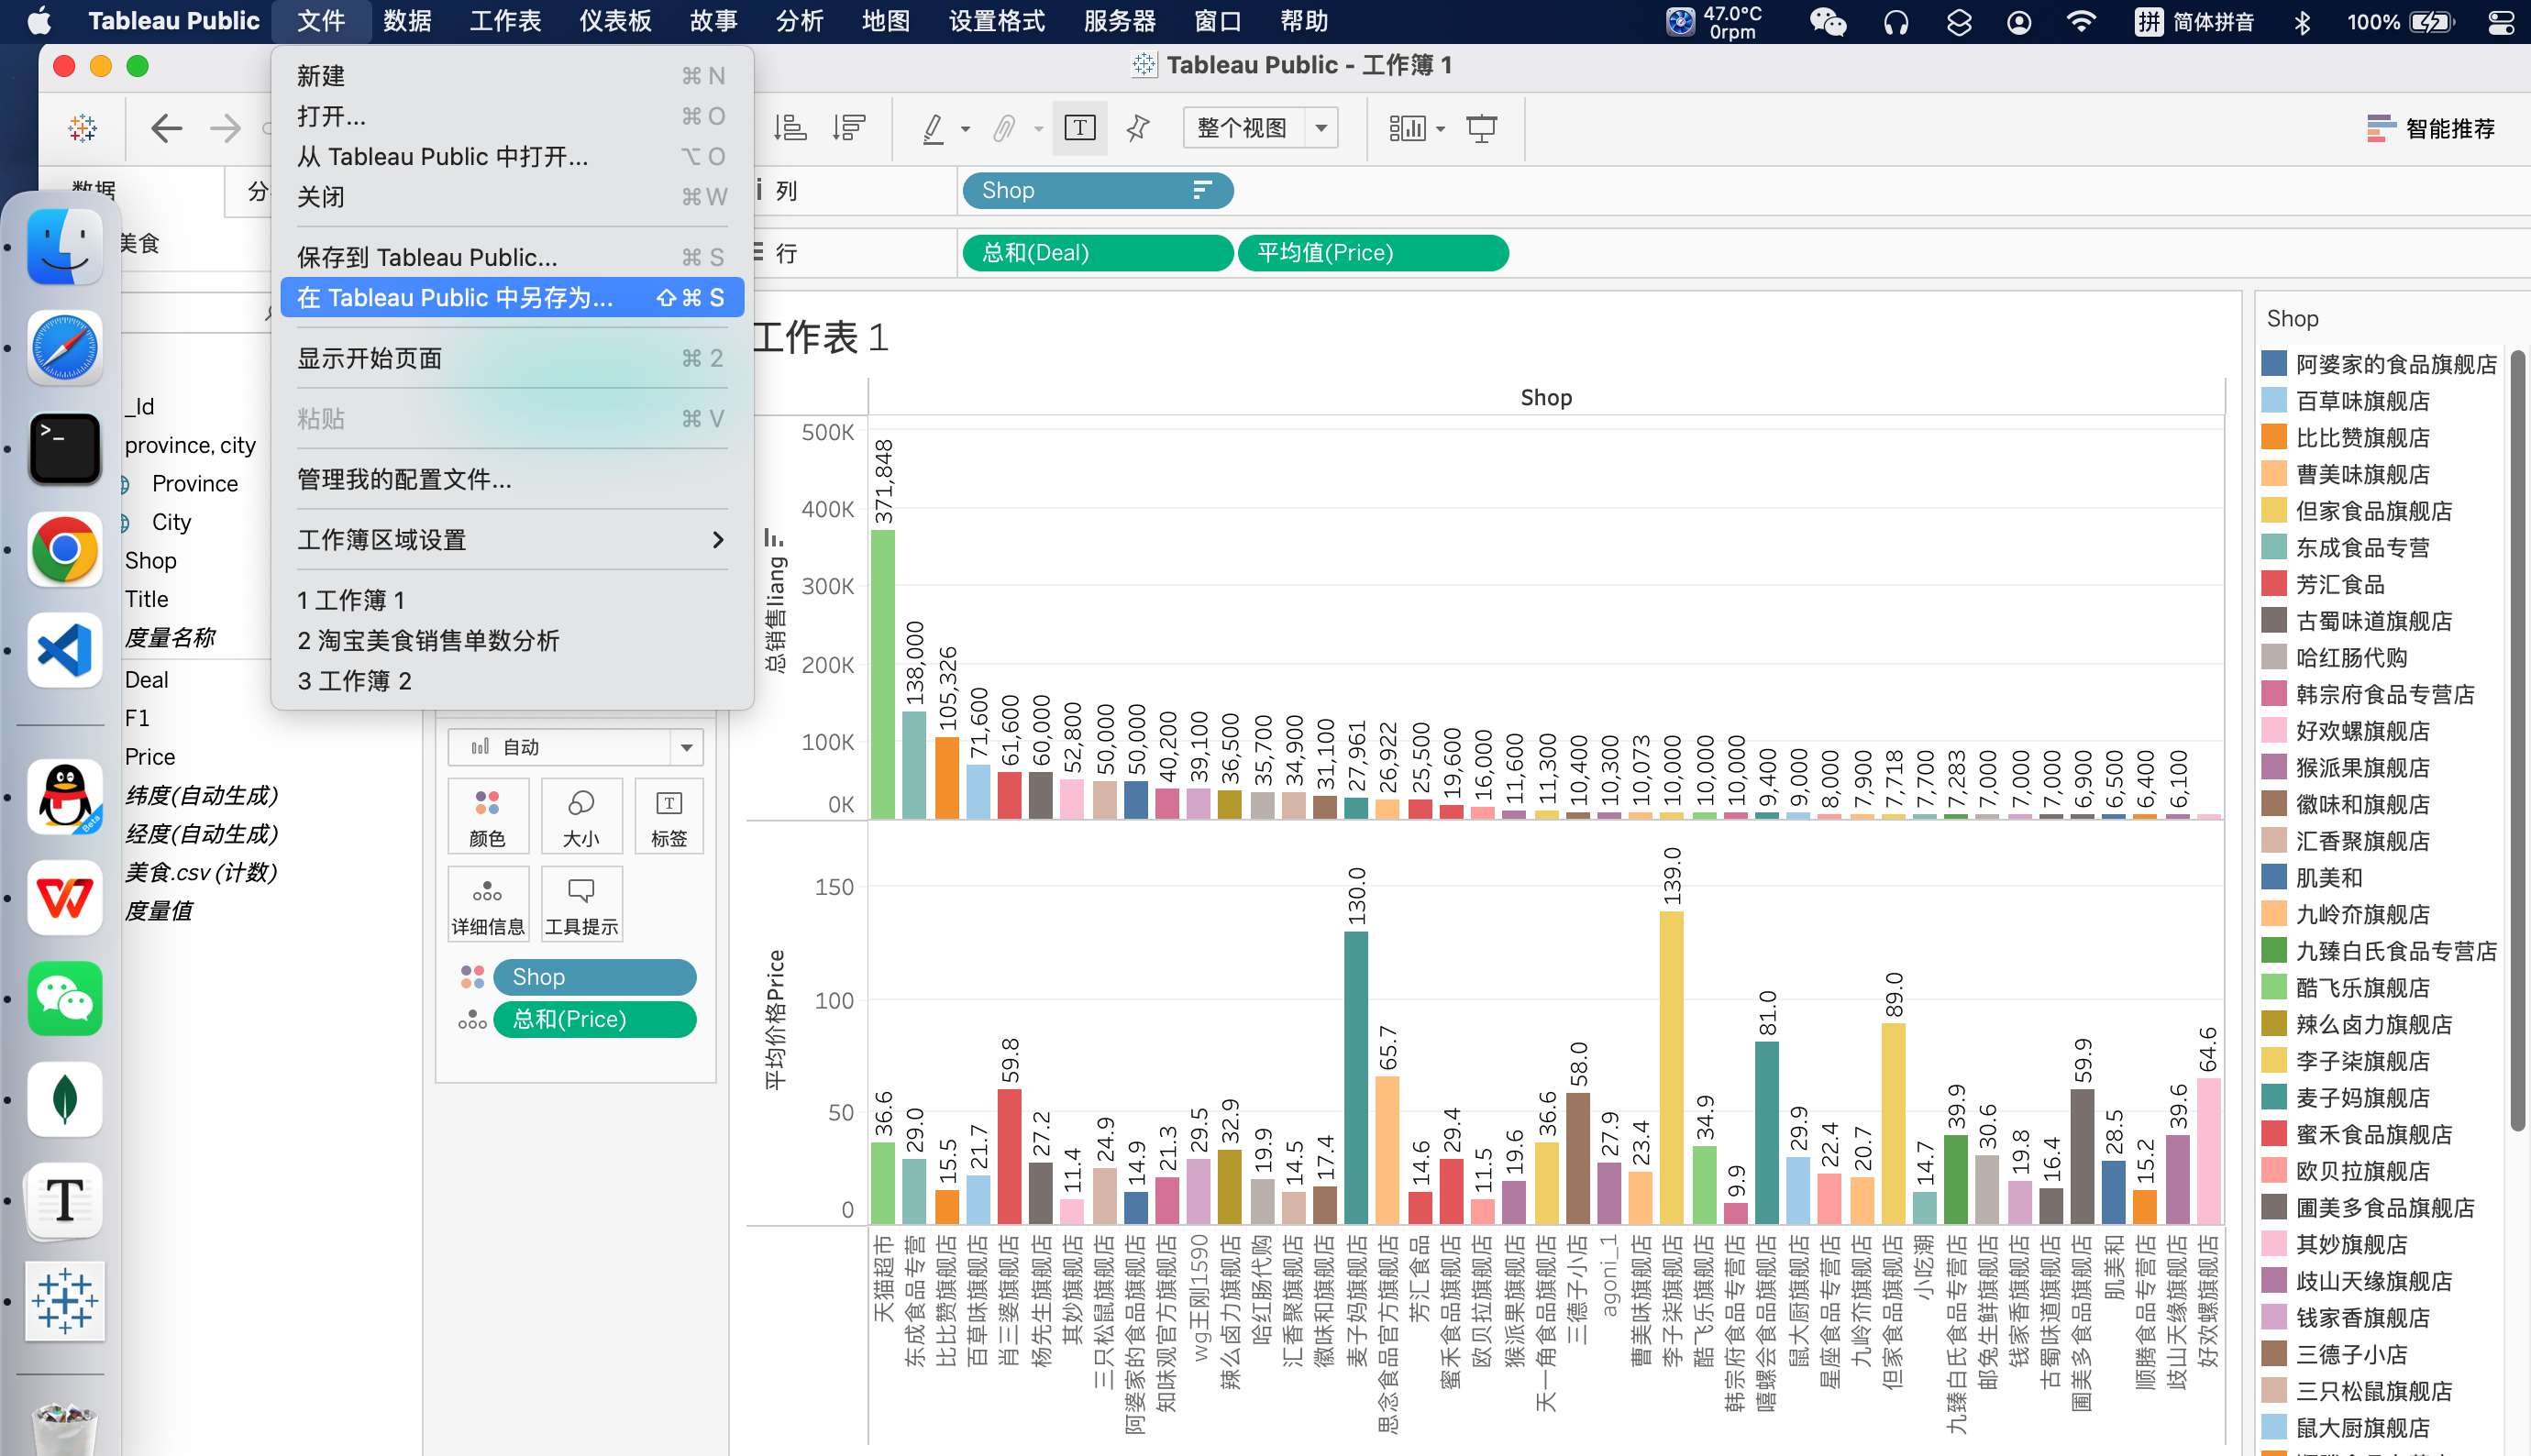 Tableau Public 文件 数据 工作表 仪表板 故事 分析 地图 设置格式 服务器 窗口 帮助 47.0°C 0rpm 拼 简体拼音 100%
Tableau Public - 工作簿 1
新建 ⌘ N
打开... ⌘ O
从 Tableau Public 中打开... ⌥ O
关闭 ⌘ W
保存到 Tableau Public... ⌘ S
在 Tableau Public 中另存为... ⇧ ⌘ S
显示开始页面 ⌘ 2
粘贴 ⌘ V
管理我的配置文件...
工作簿区域设置
1 工作簿 1
2 淘宝美食销售单数分析
3 工作簿 2
整个视图
智能推荐
数据
美食
_Id
province, city
Province
City
Shop
Title
度量名称
Deal
F1
Price
纬度(自动生成)
经度(自动生成)
美食.csv (计数)
度量值
Beta
自动
颜色 大小 标签
详细信息 工具提示
Shop
总和(Price)
列 Shop
行 总和(Deal) 平均值(Price)
工作表 1
Shop
总销售liang
500K
400K
300K
200K
100K
0K
371,848 138,000 105,326 71,600 61,600 60,000 52,800 50,000 50,000 40,200 39,100 36,500 35,700 34,900 31,100 27,961 26,922 25,500 19,600 16,000 11,600 11,300 10,400 10,300 10,073 10,000 10,000 10,000 9,400 9,000 8,000 7,900 7,718 7,700 7,283 7,000 7,000 7,000 6,900 6,500 6,400 6,100
平均价格Price
150
100
50
0
36.6 29.0 15.5 21.7 59.8 27.2 11.4 24.9 14.9 21.3 29.5 32.9 19.9 14.5 17.4 130.0 65.7 14.6 29.4 11.5 19.6 36.6 58.0 27.9 23.4 139.0 34.9 9.9 81.0 29.9 22.4 20.7 89.0 14.7 39.9 30.6 19.8 16.4 59.9 28.5 15.2 39.6 64.6
天猫超市
东成食品专营
比比赞旗舰店
百草味旗舰店
肖三婆旗舰店
杨先生旗舰店
其妙旗舰店
三只松鼠旗舰店
阿婆家的食品旗舰店
知味观官方旗舰店
wg王刚1590
辣么卤力旗舰店
哈红肠代购
汇香聚旗舰店
徽味和旗舰店
麦子妈旗舰店
思念食品官方旗舰店
芳汇食品
蜜禾食品旗舰店
欧贝拉旗舰店
猴派果旗舰店
天一角食品旗舰店
三德子小店
agoni_1
曹美味旗舰店
李子柒旗舰店
酷飞乐旗舰店
韩宗府食品专营店
嘻螺会食品旗舰店
鼠大厨旗舰店
星座食品专营店
九岭夼旗舰店
但家食品旗舰店
小吃潮
九臻白氏食品专营店
邮兔生鲜旗舰店
钱家香旗舰店
古蜀味道旗舰店
圃美多食品旗舰店
肌美和
顺腾食品专营店
歧山天缘旗舰店
好欢螺旗舰店
Shop
阿婆家的食品旗舰店
百草味旗舰店
比比赞旗舰店
曹美味旗舰店
但家食品旗舰店
东成食品专营
芳汇食品
古蜀味道旗舰店
哈红肠代购
韩宗府食品专营店
好欢螺旗舰店
猴派果旗舰店
徽味和旗舰店
汇香聚旗舰店
肌美和
九岭夼旗舰店
九臻白氏食品专营店
酷飞乐旗舰店
辣么卤力旗舰店
李子柒旗舰店
麦子妈旗舰店
蜜禾食品旗舰店
欧贝拉旗舰店
圃美多食品旗舰店
其妙旗舰店
歧山天缘旗舰店
钱家香旗舰店
三德子小店
三只松鼠旗舰店
鼠大厨旗舰店